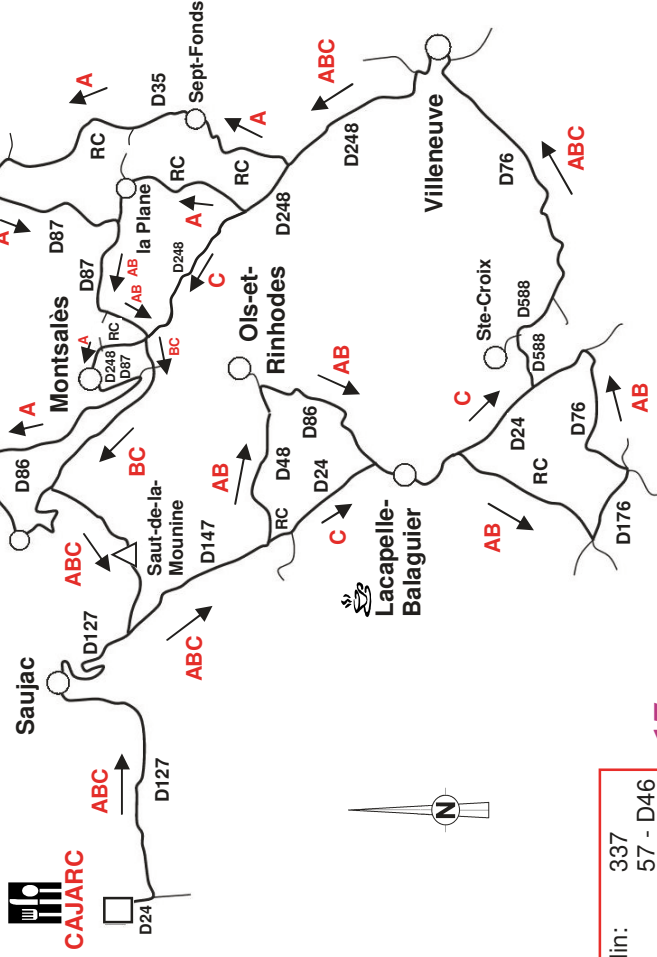 CAJARC
D24
ABC
D127
Saujac
D127
ABC
ABC
Saut-de-la-
Mounine
D147
D86
A
BC
Montsalès
A
D248
D87
RC
BC
AB
AB
D87
D87
A
la Plane
D248
C
A
RC
RC
RC
A
D35
A
Sept-Fonds
D248
D248
ABC
Villeneuve
D76
ABC
Ols-et-
Rinhodes
AB
D48
D86
AB
RC
D24
C
Lacapelle-
Balaguier
C
Ste-Croix
D588
D588
D24
D76
AB
RC
AB
D176
N
lin:
337
57 - D46